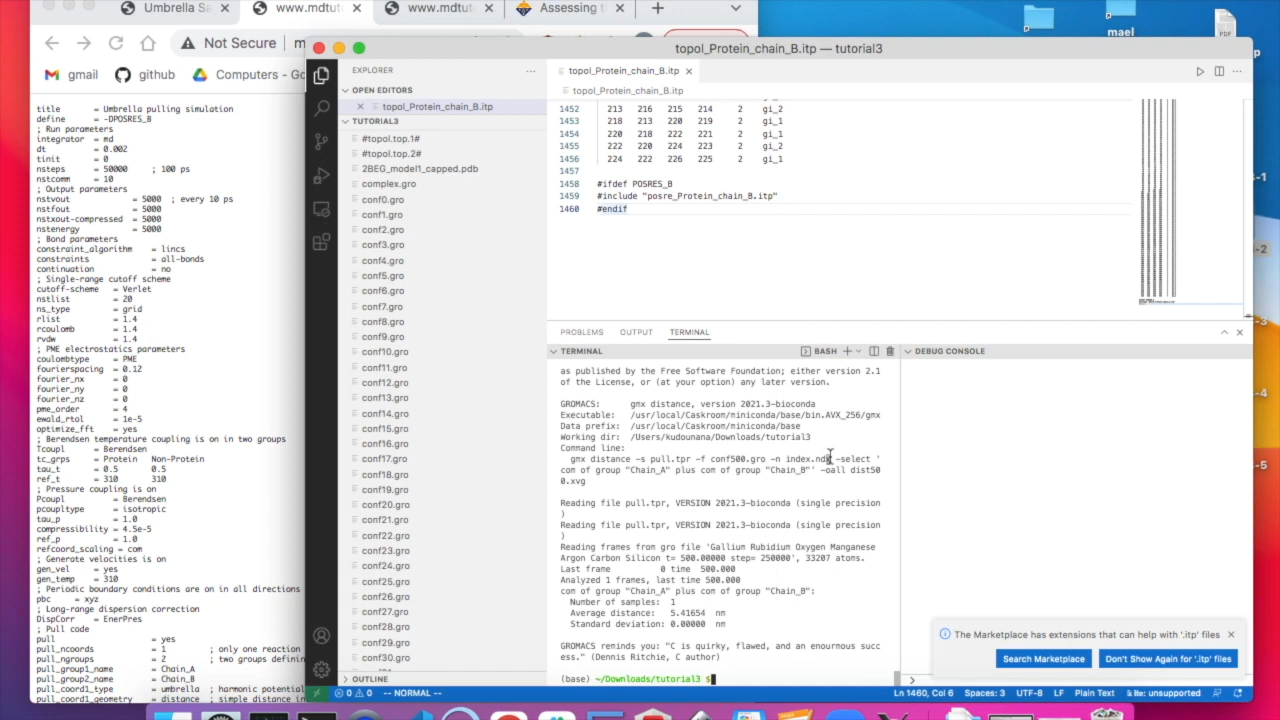 Umbrella Sa
www.mdtut
www.mdtut
Assessing t
Not Secure
gmail
github
Computers - Go
mael
title = Umbrella pulling simulation
define = -DPOSRES_B
; Run parameters
integrator = md
dt = 0.002
tinit = 0
nsteps = 50000 ; 100 ps
nstcomm = 10
; Output parameters
nstvout = 5000 ; every 10 ps
nstfout = 5000
nstxout-compressed = 5000
nstenergy = 5000
; Bond parameters
constraint_algorithm = lincs
constraints = all-bonds
continuation = no
; Single-range cutoff scheme
cutoff-scheme = Verlet
nstlist = 20
ns_type = grid
rlist = 1.4
rcoulomb = 1.4
rvdw = 1.4
; PME electrostatics parameters
coulombtype = PME
fourierspacing = 0.12
fourier_nx = 0
fourier_ny = 0
fourier_nz = 0
pme_order = 4
ewald_rtol = 1e-5
optimize_fft = yes
; Berendsen temperature coupling is on in two groups
Tcoupl = Berendsen
tc_grps = Protein Non-Protein
tau_t = 0.5 0.5
ref_t = 310 310
; Pressure coupling is on
Pcoupl = Berendsen
pcoupltype = isotropic
tau_p = 1.0
compressibility = 4.5e-5
ref_p = 1.0
refcoord_scaling = com
; Generate velocities is on
gen_vel = yes
gen_temp = 310
; Periodic boundary conditions are on in all directions
pbc = xyz
; Long-range dispersion correction
DispCorr = EnerPres
; Pull code
pull = yes
pull_ncoords = 1 ; only one reaction
pull_ngroups = 2 ; two groups defining
pull_group1_name = Chain_A
pull_group2_name = Chain_B
pull_coord1_type = umbrella ; harmonic potential
pull_coord1_geometry = distance ; simple distance in
topol_Protein_chain_B.itp — tutorial3
EXPLORER
OPEN EDITORS
topol_Protein_chain_B.itp
TUTORIAL3
#topol.top.1#
#topol.top.2#
2BEG_model1_capped.pdb
complex.gro
conf0.gro
conf1.gro
conf2.gro
conf3.gro
conf4.gro
conf5.gro
conf6.gro
conf7.gro
conf8.gro
conf9.gro
conf10.gro
conf11.gro
conf12.gro
conf13.gro
conf14.gro
conf15.gro
conf16.gro
conf17.gro
conf18.gro
conf19.gro
conf20.gro
conf21.gro
conf22.gro
conf23.gro
conf24.gro
conf25.gro
conf26.gro
conf27.gro
conf28.gro
conf29.gro
conf30.gro
OUTLINE
topol_Protein_chain_B.itp
topol_Protein_chain_B.itp
1452 213 216 215 214 2 gi_2
1453 218 213 220 219 2 gi_2
1454 220 218 222 221 2 gi_1
1455 222 220 224 223 2 gi_2
1456 224 222 226 225 2 gi_1
1457
1458 #ifdef POSRES_B
1459 #include "posre_Protein_chain_B.itp"
1460 #endif
PROBLEMS OUTPUT TERMINAL
TERMINAL
BASH
DEBUG CONSOLE
as published by the Free Software Foundation; either version 2.1
of the License, or (at your option) any later version.
GROMACS: gmx distance, version 2021.3-bioconda
Executable: /usr/local/Caskroom/miniconda/base/bin.AVX_256/gmx
Data prefix: /usr/local/Caskroom/miniconda/base
Working dir: /Users/kudounana/Downloads/tutorial3
Command line:
gmx distance -s pull.tpr -f conf500.gro -n index.ndx -select '
com of group "Chain_A" plus com of group "Chain_B"' -oall dist50
0.xvg
Reading file pull.tpr, VERSION 2021.3-bioconda (single precision
)
Reading file pull.tpr, VERSION 2021.3-bioconda (single precision
)
Reading frames from gro file 'Gallium Rubidium Oxygen Manganese
Argon Carbon Silicon t= 500.00000 step= 250000', 33207 atoms.
Last frame 0 time 500.000
Analyzed 1 frames, last time 500.000
com of group "Chain_A" plus com of group "Chain_B":
Number of samples: 1
Average distance: 5.41654 nm
Standard deviation: 0.00000 nm
GROMACS reminds you: "C is quirky, flawed, and an enormous succ
ess." (Dennis Ritchie, C author)
(base) ~/Downloads/tutorial3 $
The Marketplace has extensions that can help with '.itp' files
Search Marketplace
Don't Show Again for '.itp' files
0 0 -- NORMAL --
Ln 1460, Col 6 Spaces: 3 UTF-8 LF Plain Text kite: unsupported
PDF
-1
-2
-3
-4
-5